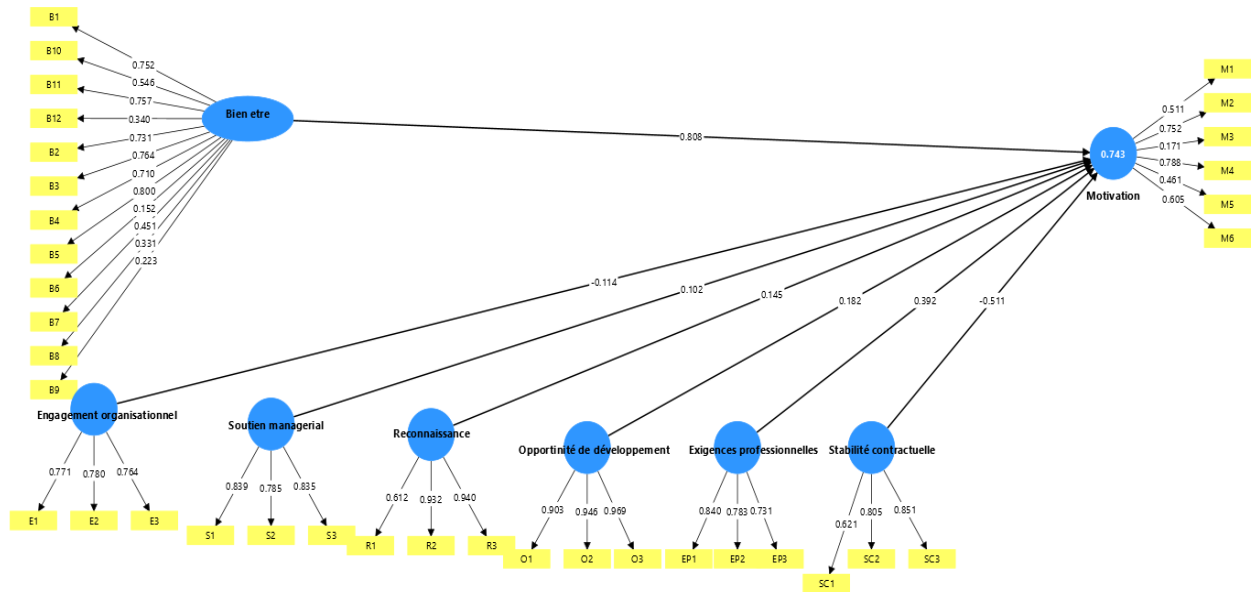 B1
B10
B11
B12
B2
B3
B4
B5
B6
B7
B8
B9
0.752
0.546
0.757
0.340
0.731
0.764
0.710
0.800
0.152
0.451
0.331
0.223
Bien etre
0.808
0.743
Motivation
0.511
0.752
0.171
0.788
0.461
0.605
M1
M2
M3
M4
M5
M6
-0.114
0.102
0.145
0.182
0.392
-0.511
Engagement organisationnel
0.771
0.780
0.764
E1
E2
E3
Soutien managerial
0.839
0.785
0.835
S1
S2
S3
Reconnaissance
0.612
0.932
0.940
R1
R2
R3
Opportinité de développement
0.903
0.946
0.969
O1
O2
O3
Exigences professionnelles
0.840
0.783
0.731
EP1
EP2
EP3
Stabilité contractuelle
0.621
0.805
0.851
SC1
SC2
SC3